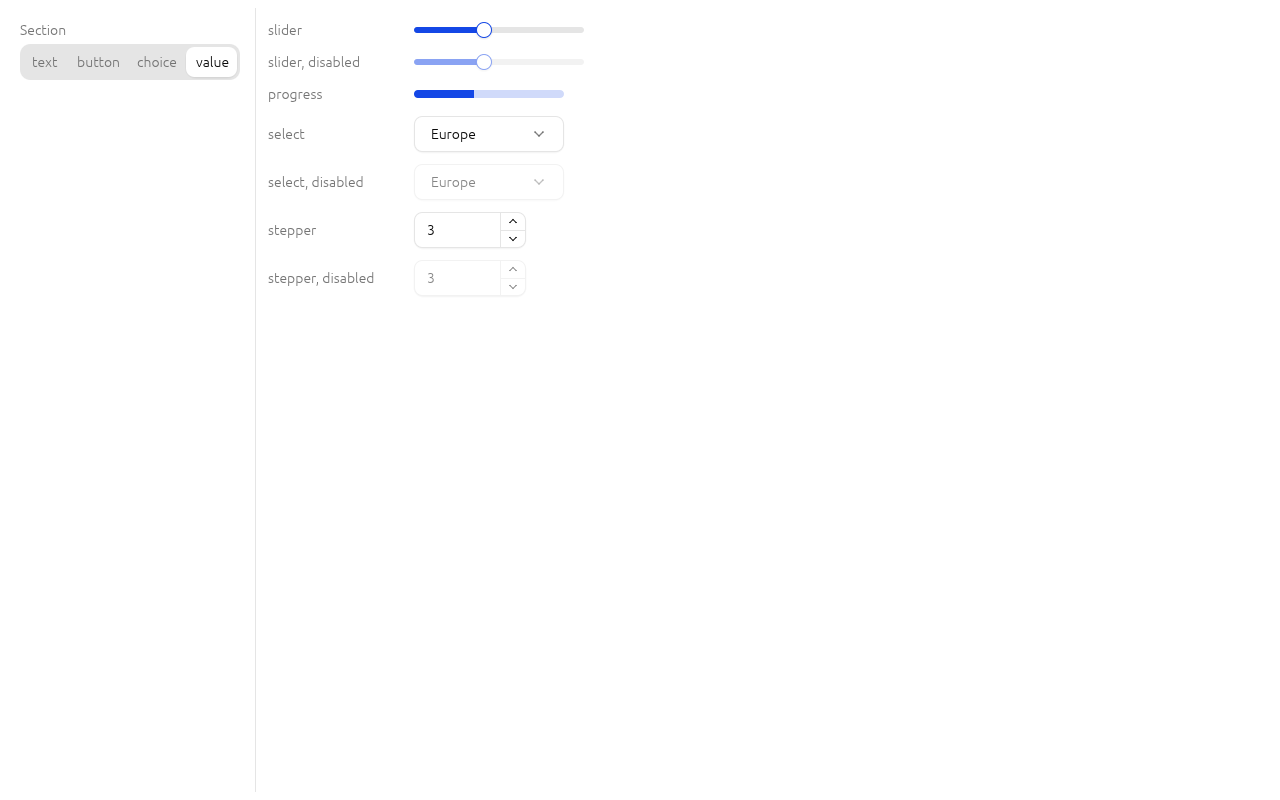 Section
text button choice value
slider
slider, disabled
progress
select Europe
select, disabled Europe
stepper 3
stepper, disabled 3